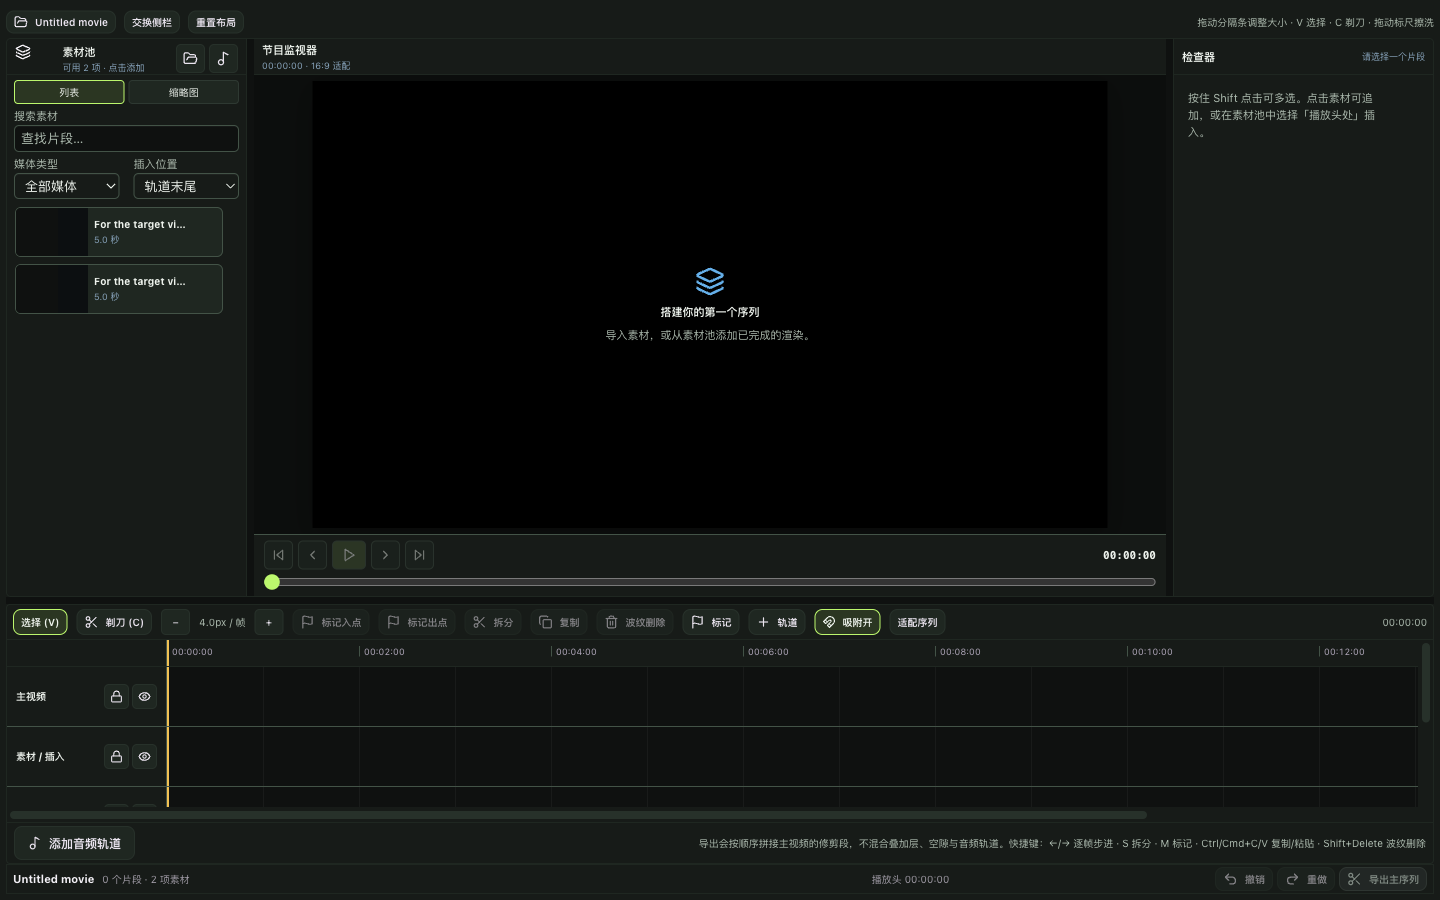 Untitled movie 交换侧栏 重置布局 拖动分隔条调整大小 · V 选择 · C 剃刀 · 拖动标尺擦洗
素材池
可用 2 项 · 点击添加
列表 缩略图
搜索素材
查找片段...
媒体类型 插入位置
全部媒体 轨道末尾
For the target vi...
5.0 秒
For the target vi...
5.0 秒
节目监视器
00:00:00 · 16:9 适配
搭建你的第一个序列
导入素材，或从素材池添加已完成的渲染。
00:00:00
检查器 请选择一个片段
按住 Shift 点击可多选。点击素材可追
加，或在素材池中选择「播放头处」插
入。
选择 (V) 剃刀 (C) − 4.0px / 帧 + 标记入点 标记出点 拆分 复制 波纹删除 标记 轨道 吸附开 适配序列 00:00:00
00:00:00 00:02:00 00:04:00 00:06:00 00:08:00 00:10:00 00:12:00
主视频
素材 / 插入
添加音频轨道 导出会按顺序拼接主视频的修剪段，不混合叠加层、空隙与音频轨道。快捷键：←/→ 逐帧步进 · S 拆分 · M 标记 · Ctrl/Cmd+C/V 复制/粘贴 · Shift+Delete 波纹删除
Untitled movie 0 个片段 · 2 项素材 播放头 00:00:00 撤销 重做 导出主序列